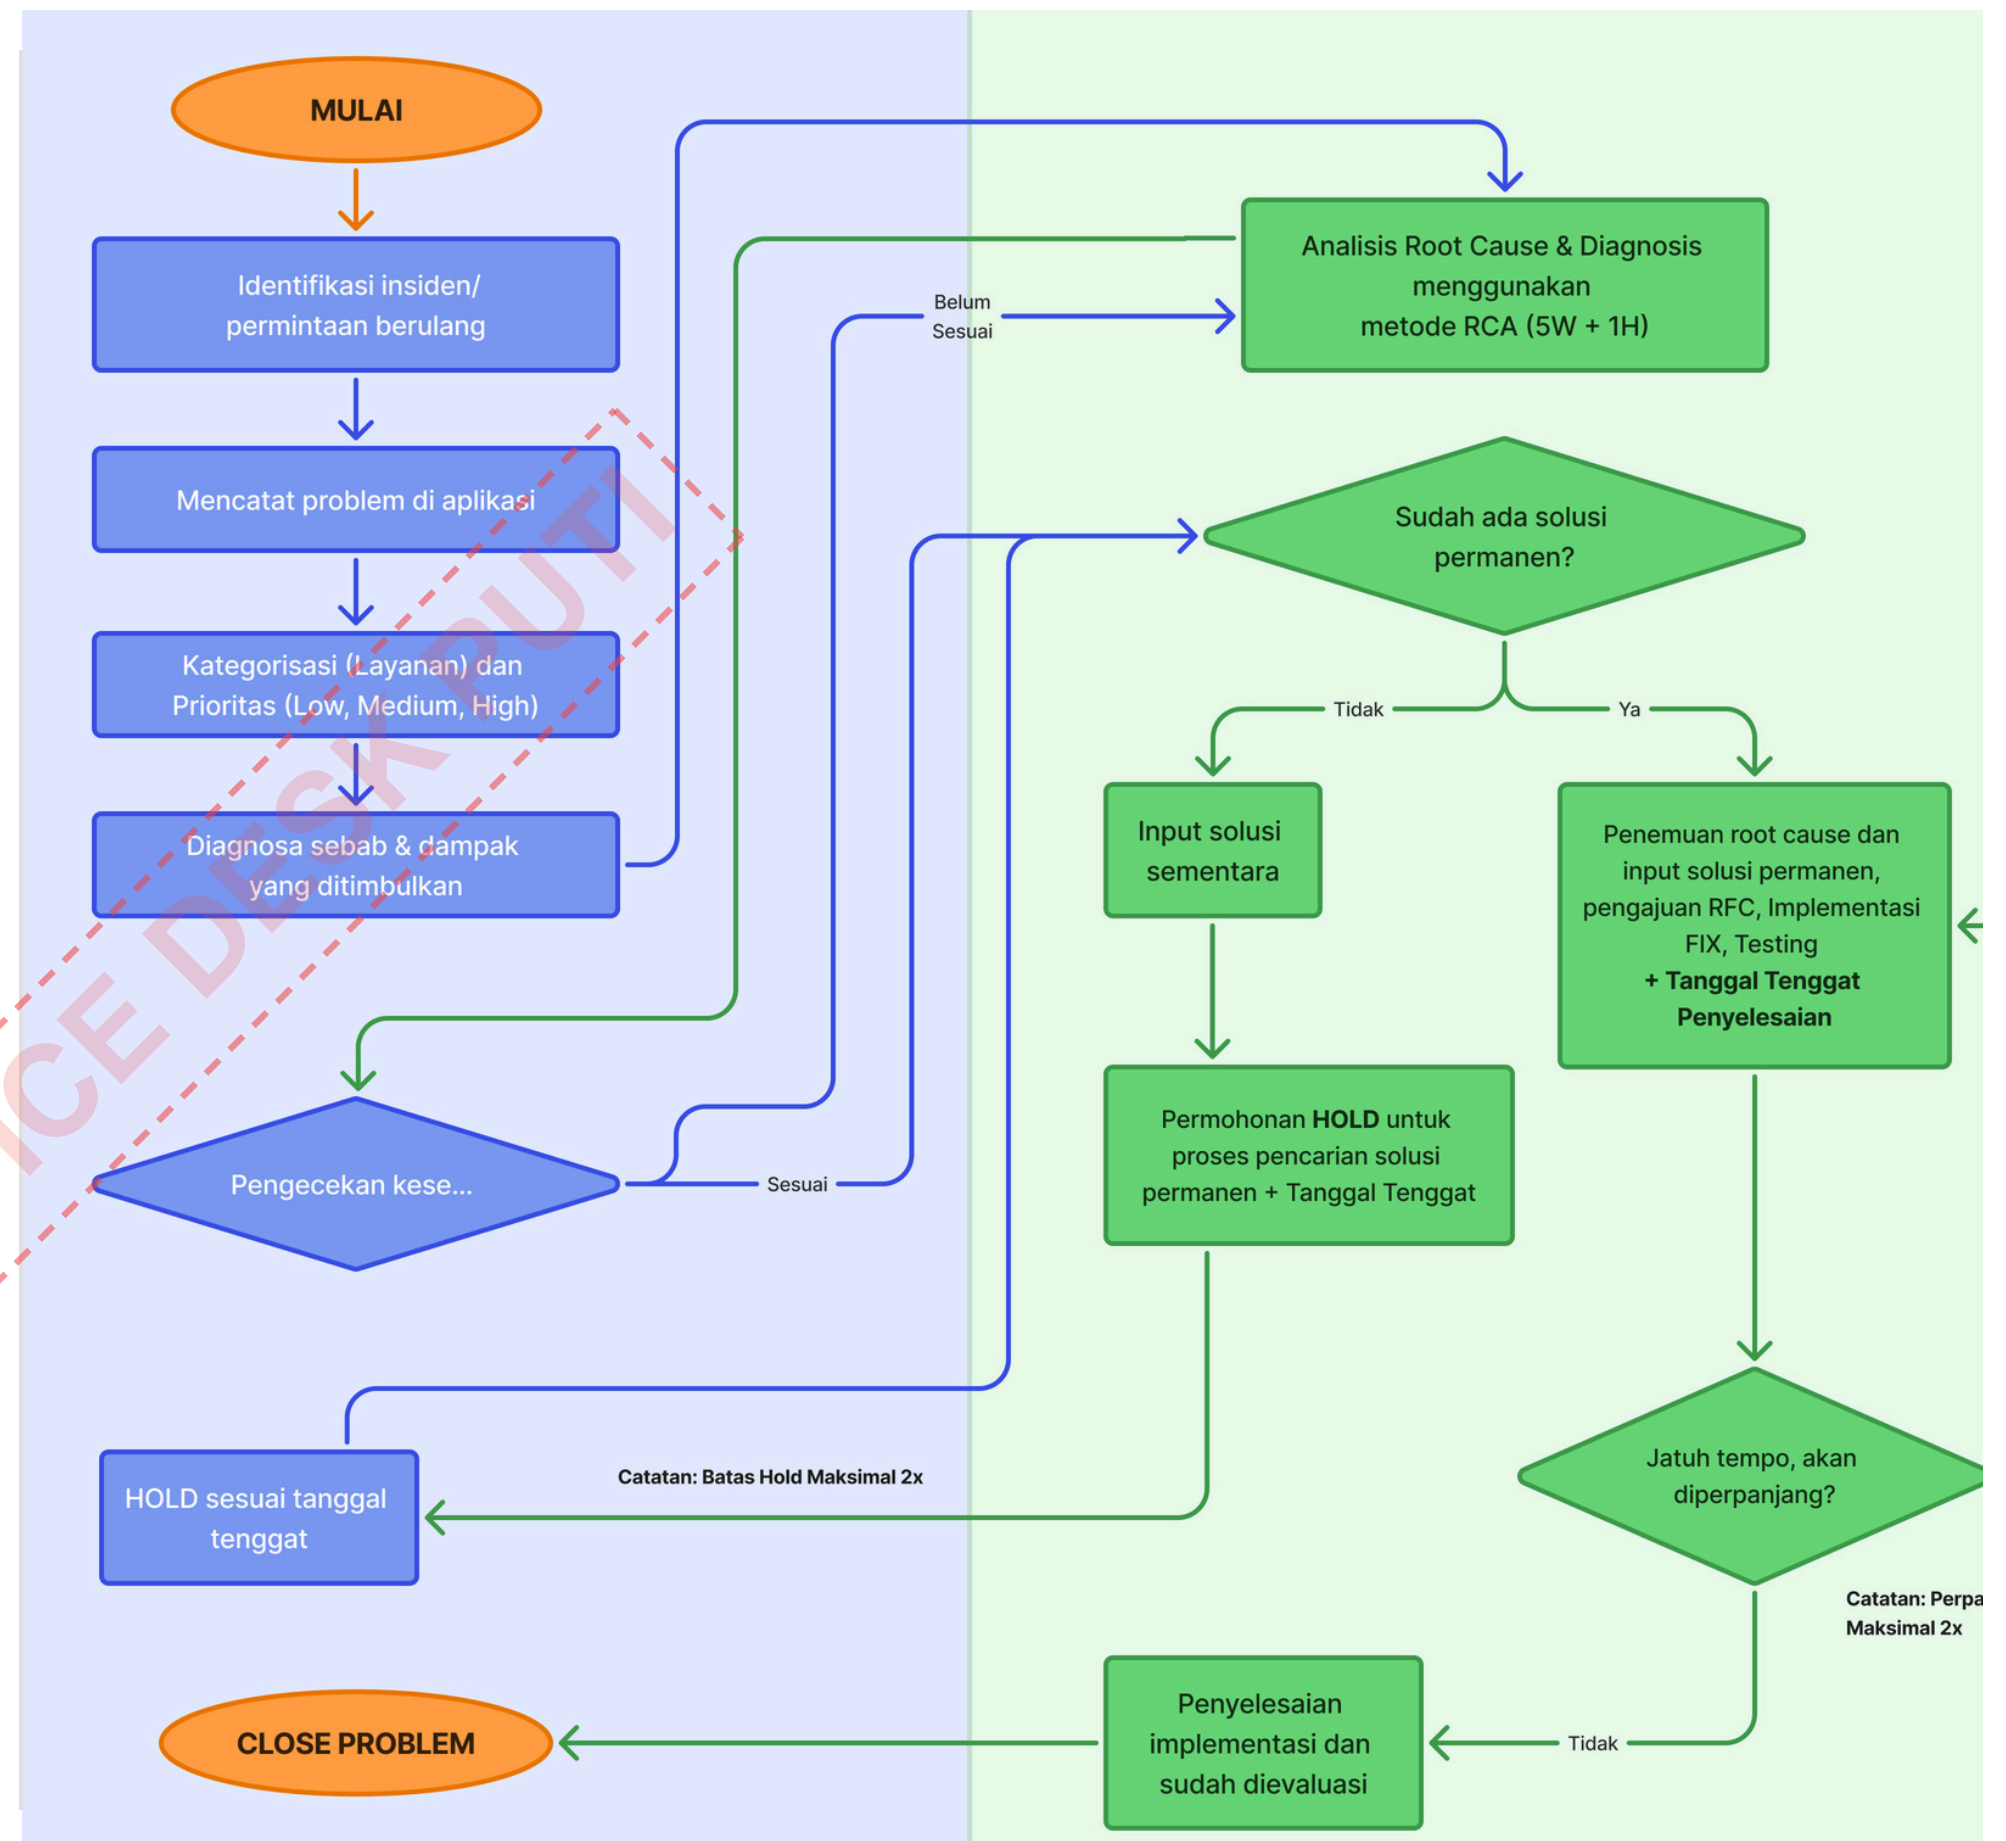 MULAI
Identifikasi insiden/
permintaan berulang
Mencatat problem di aplikasi
Kategorisasi (Layanan) dan
Prioritas (Low, Medium, High)
Diagnosa sebab & dampak
yang ditimbulkan
Analisis Root Cause & Diagnosis
menggunakan
metode RCA (5W + 1H)
Belum
Sesuai
Pengecekan kese...
Sesuai
Sudah ada solusi
permanen?
Tidak
Ya
Input solusi
sementara
Penemuan root cause dan
input solusi permanen,
pengajuan RFC, Implementasi
FIX, Testing
+ Tanggal Tenggat
Penyelesaian
Permohonan HOLD untuk
proses pencarian solusi
permanen + Tanggal Tenggat
HOLD sesuai tanggal
tenggat
Catatan: Batas Hold Maksimal 2x
Jatuh tempo, akan
diperpanjang?
Catatan: Perpa
Maksimal 2x
Tidak
Penyelesaian
implementasi dan
sudah dievaluasi
CLOSE PROBLEM
ICE DESK PUTI